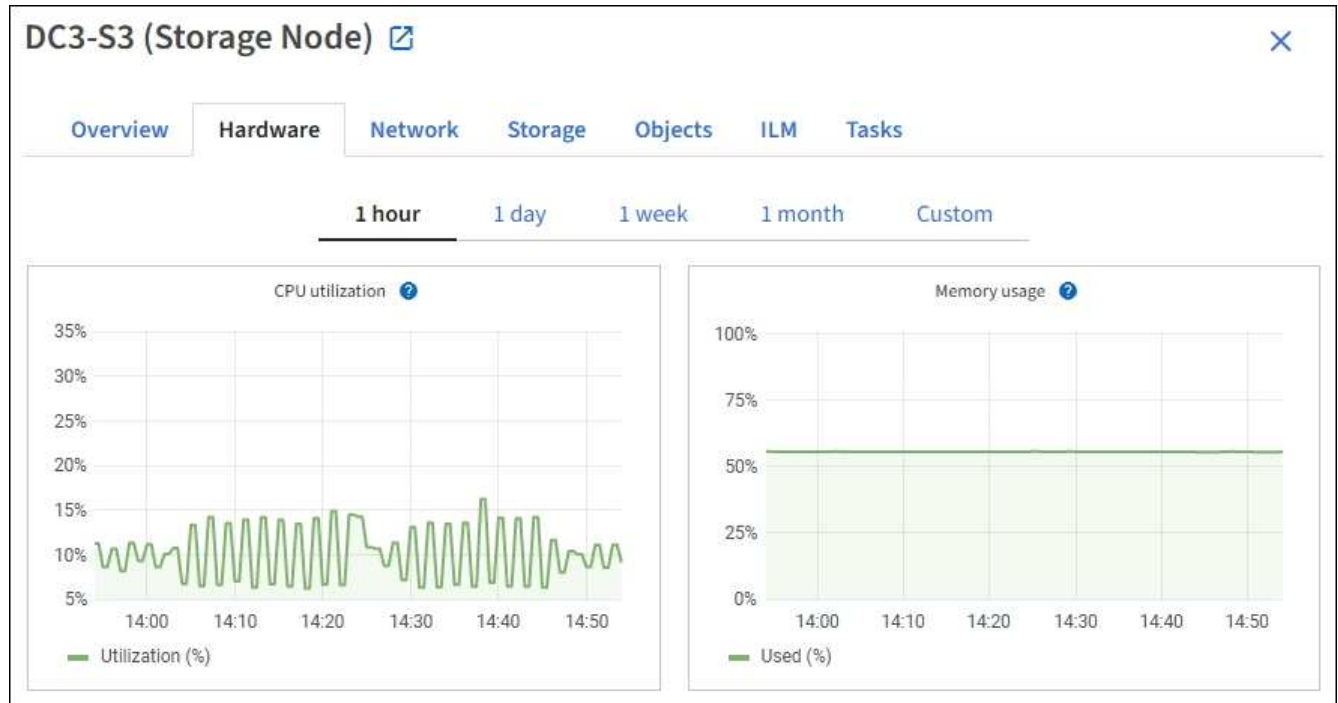 DC3-S3 (Storage Node)
Overview Hardware Network Storage Objects ILM Tasks
1 hour 1 day 1 week 1 month Custom
CPU utilization ?
35%
30%
25%
20%
15%
10%
5%
14:00 14:10 14:20 14:30 14:40 14:50
Utilization (%)
Memory usage ?
100%
75%
50%
25%
0%
14:00 14:10 14:20 14:30 14:40 14:50
Used (%)